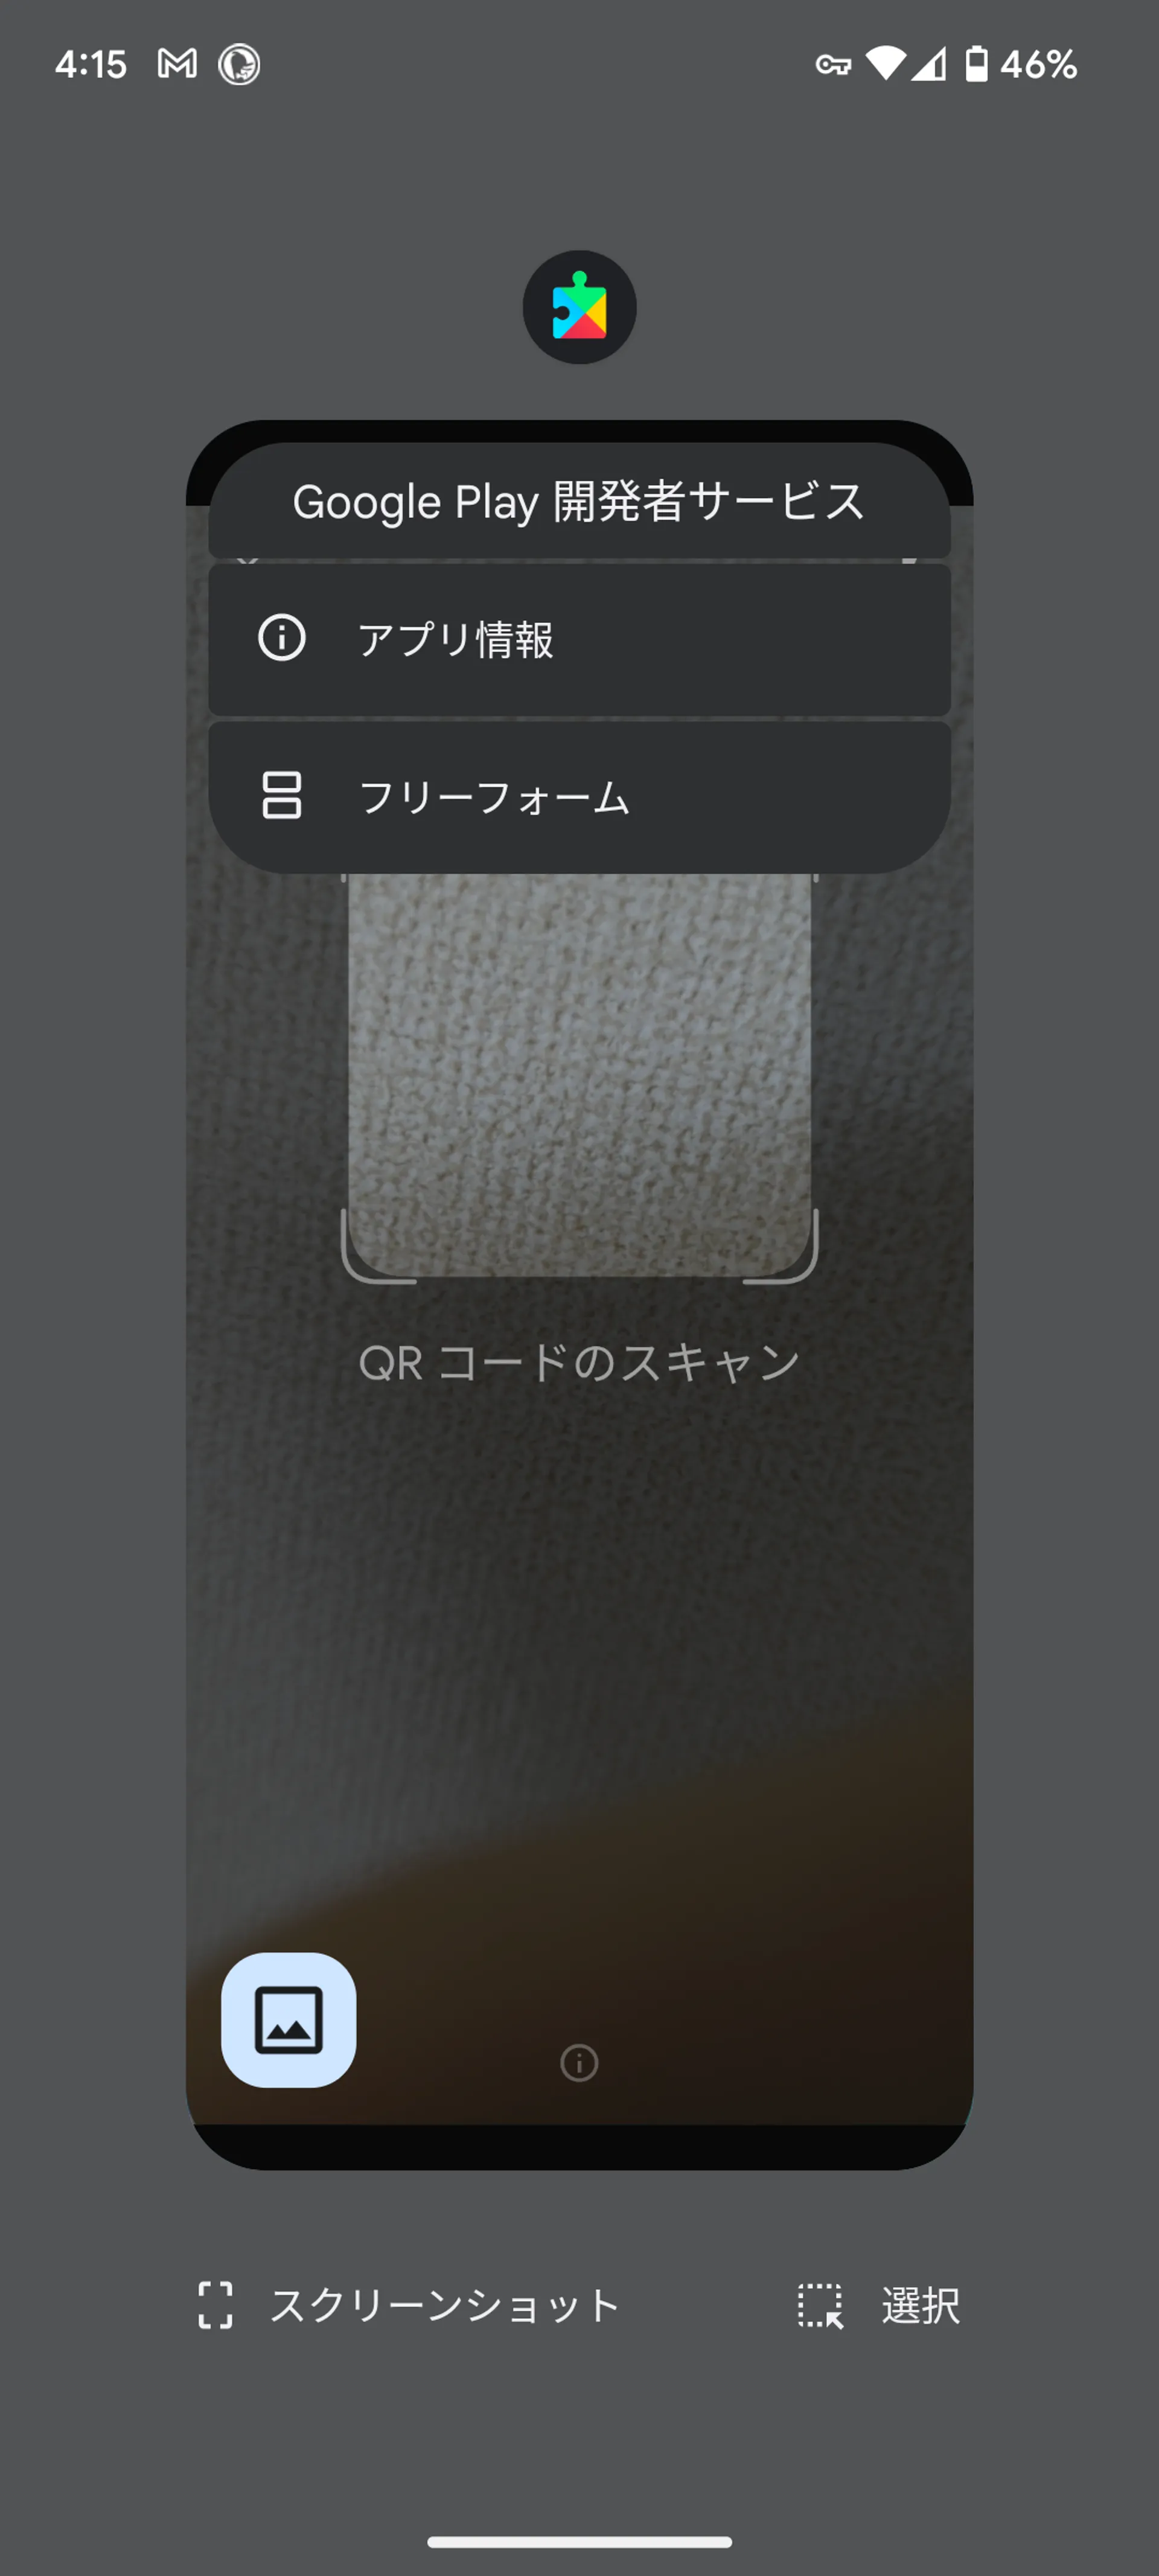 4:15
46%
Google Play 開発者サービス
アプリ情報
フリーフォーム
QR コードのスキャン
スクリーンショット
選択